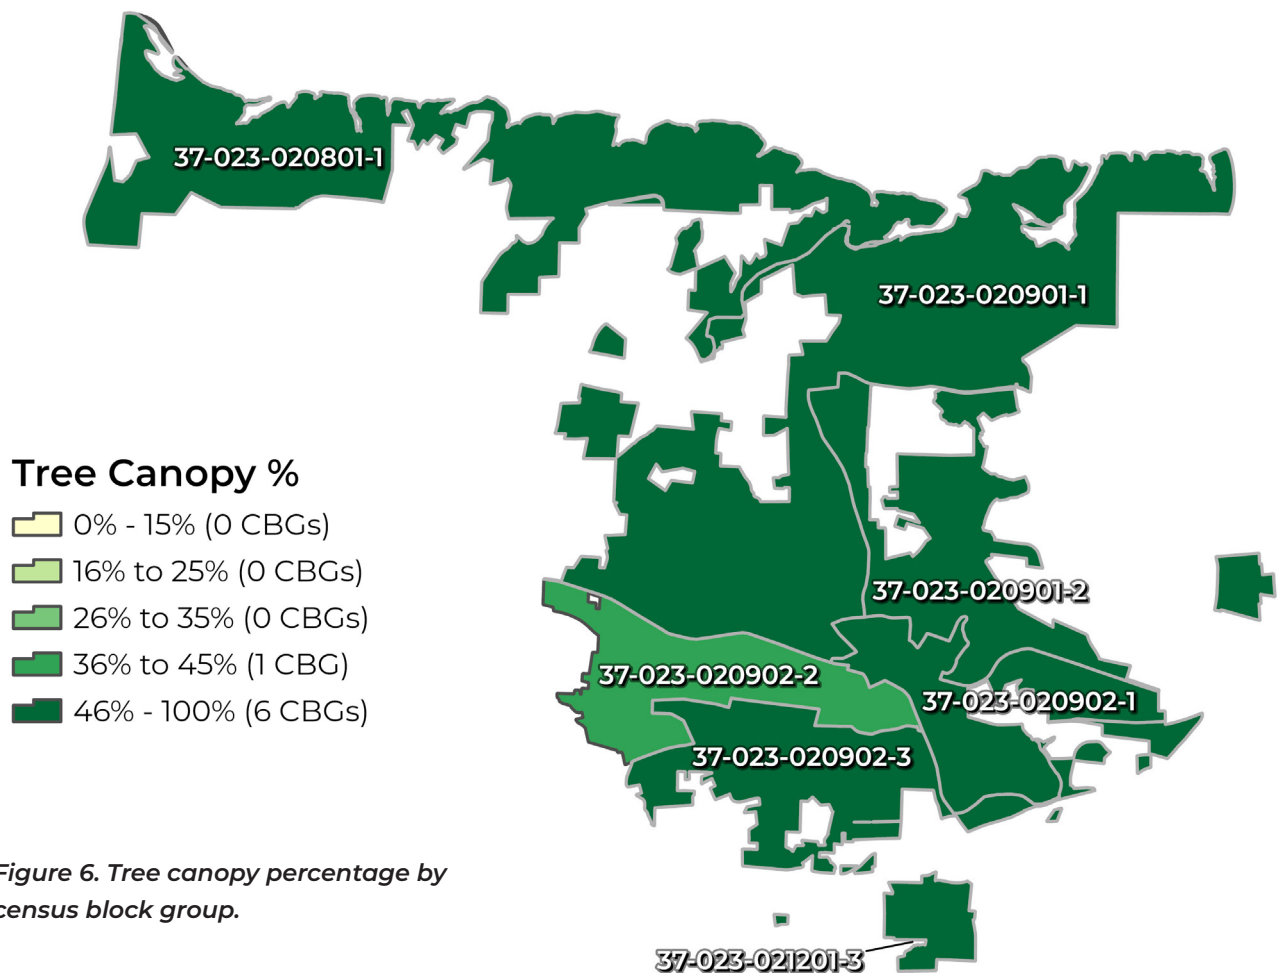 37-023-020801-1
37-023-020901-1
Tree Canopy %
0% - 15% (0 CBGs)
16% to 25% (0 CBGs)
26% to 35% (0 CBGs)
36% to 45% (1 CBG)
46% - 100% (6 CBGs)
37-023-020901-2
37-023-020902-2
37-023-020902-1
37-023-020902-3
Figure 6. Tree canopy percentage by
census block group.
37-023-021201-3